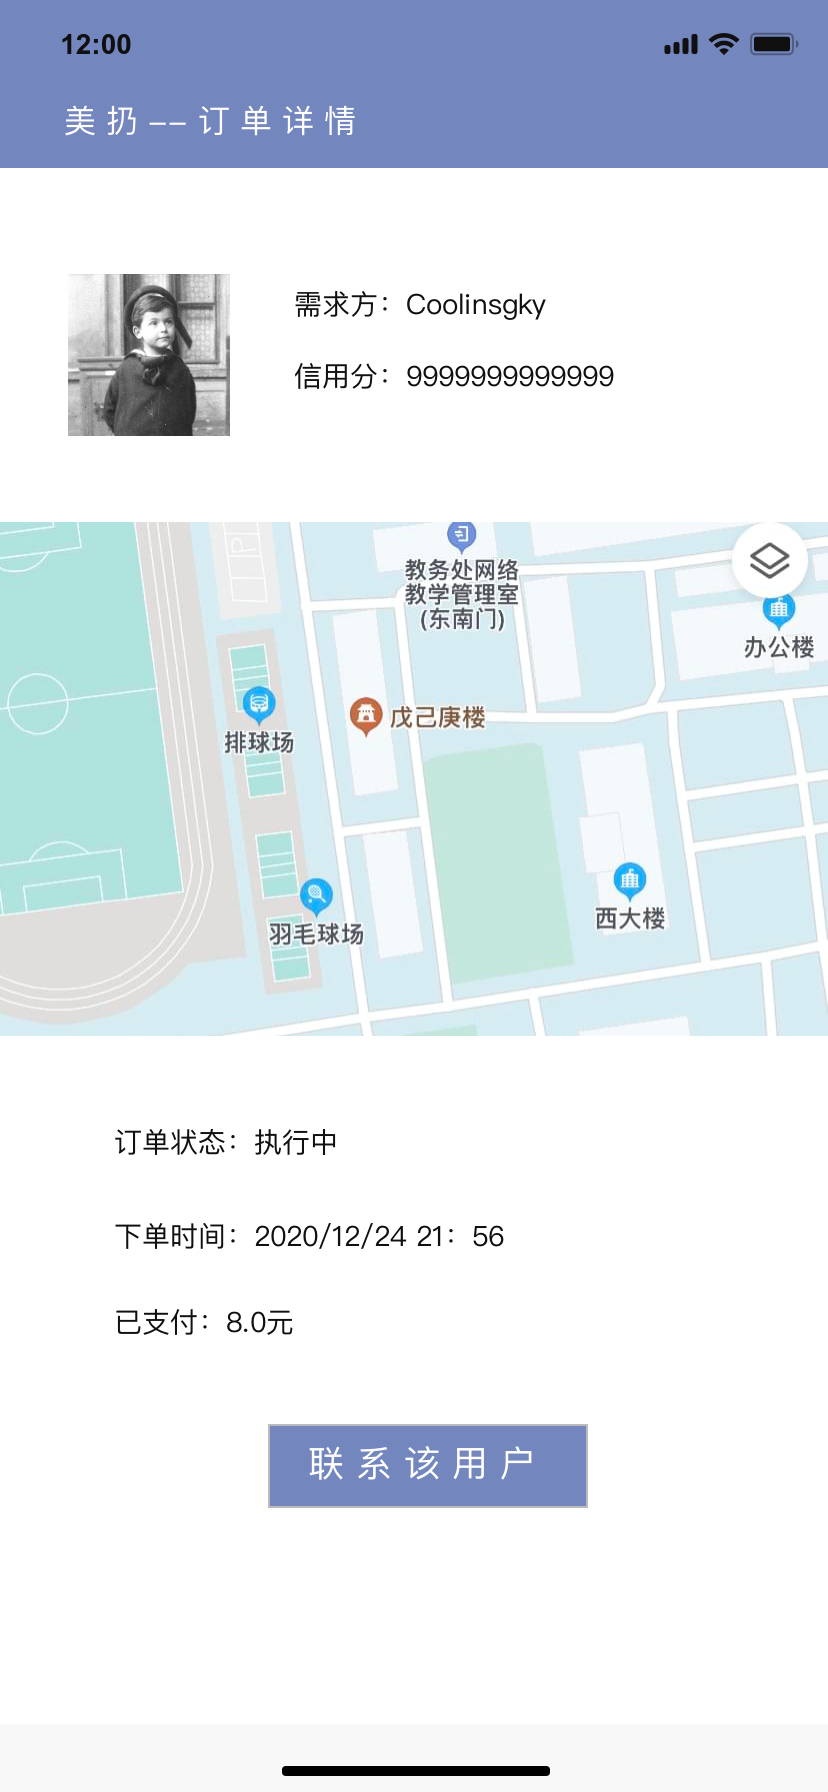 12:00
美扔--订单详情
需求方：Coolinsgky
信用分：9999999999999
P
教务处网络
教学管理室
(东南门)
办公楼
戊己庚楼
排球场
西大楼
羽毛球场
订单状态：执行中
下单时间：2020/12/24 21：56
已支付：8.0元
联系该用户